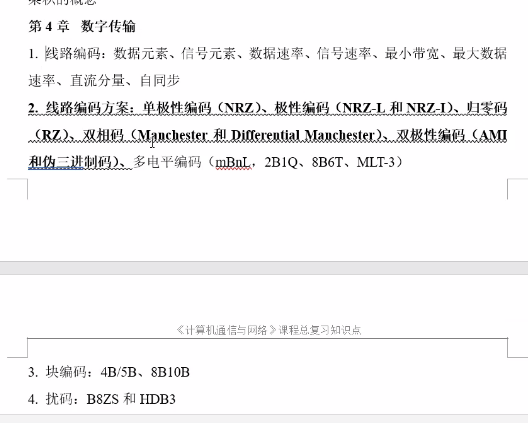 第 4 章 数字传输
1. 线路编码：数据元素、信号元素、数据速率、信号速率、最小带宽、最大数据
速率、直流分量、自同步
2. 线路编码方案：单极性编码（NRZ）、极性编码（NRZ-L 和 NRZ-I）、归零码
（RZ）、双相码（Manchester 和 Differential Manchester）、双极性编码（AMI
和伪三进制码）、多电平编码（mBnL，2B1Q、8B6T、MLT-3）
《计算机通信与网络》课程总复习知识点
3. 块编码：4B/5B、8B10B
4. 扰码：B8ZS 和 HDB3